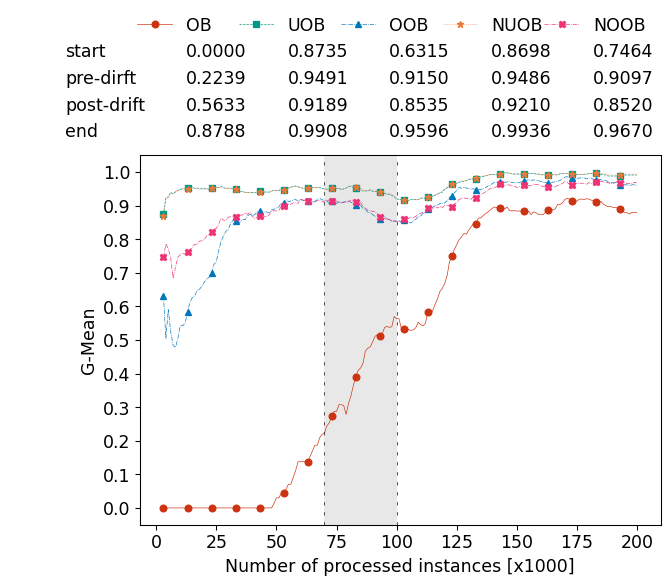 OB UOB OOB NUOB NOOB
start 0.0000 0.8735 0.6315 0.8698 0.7464
pre-dirft 0.2239 0.9491 0.9150 0.9486 0.9097
post-drift 0.5633 0.9189 0.8535 0.9210 0.8520
end 0.8788 0.9908 0.9596 0.9936 0.9670
1.0
0.9
0.8
0.7
0.6
0.5
0.4
0.3
0.2
0.1
0.0
G-Mean
0 25 50 75 100 125 150 175 200
Number of processed instances [x1000]